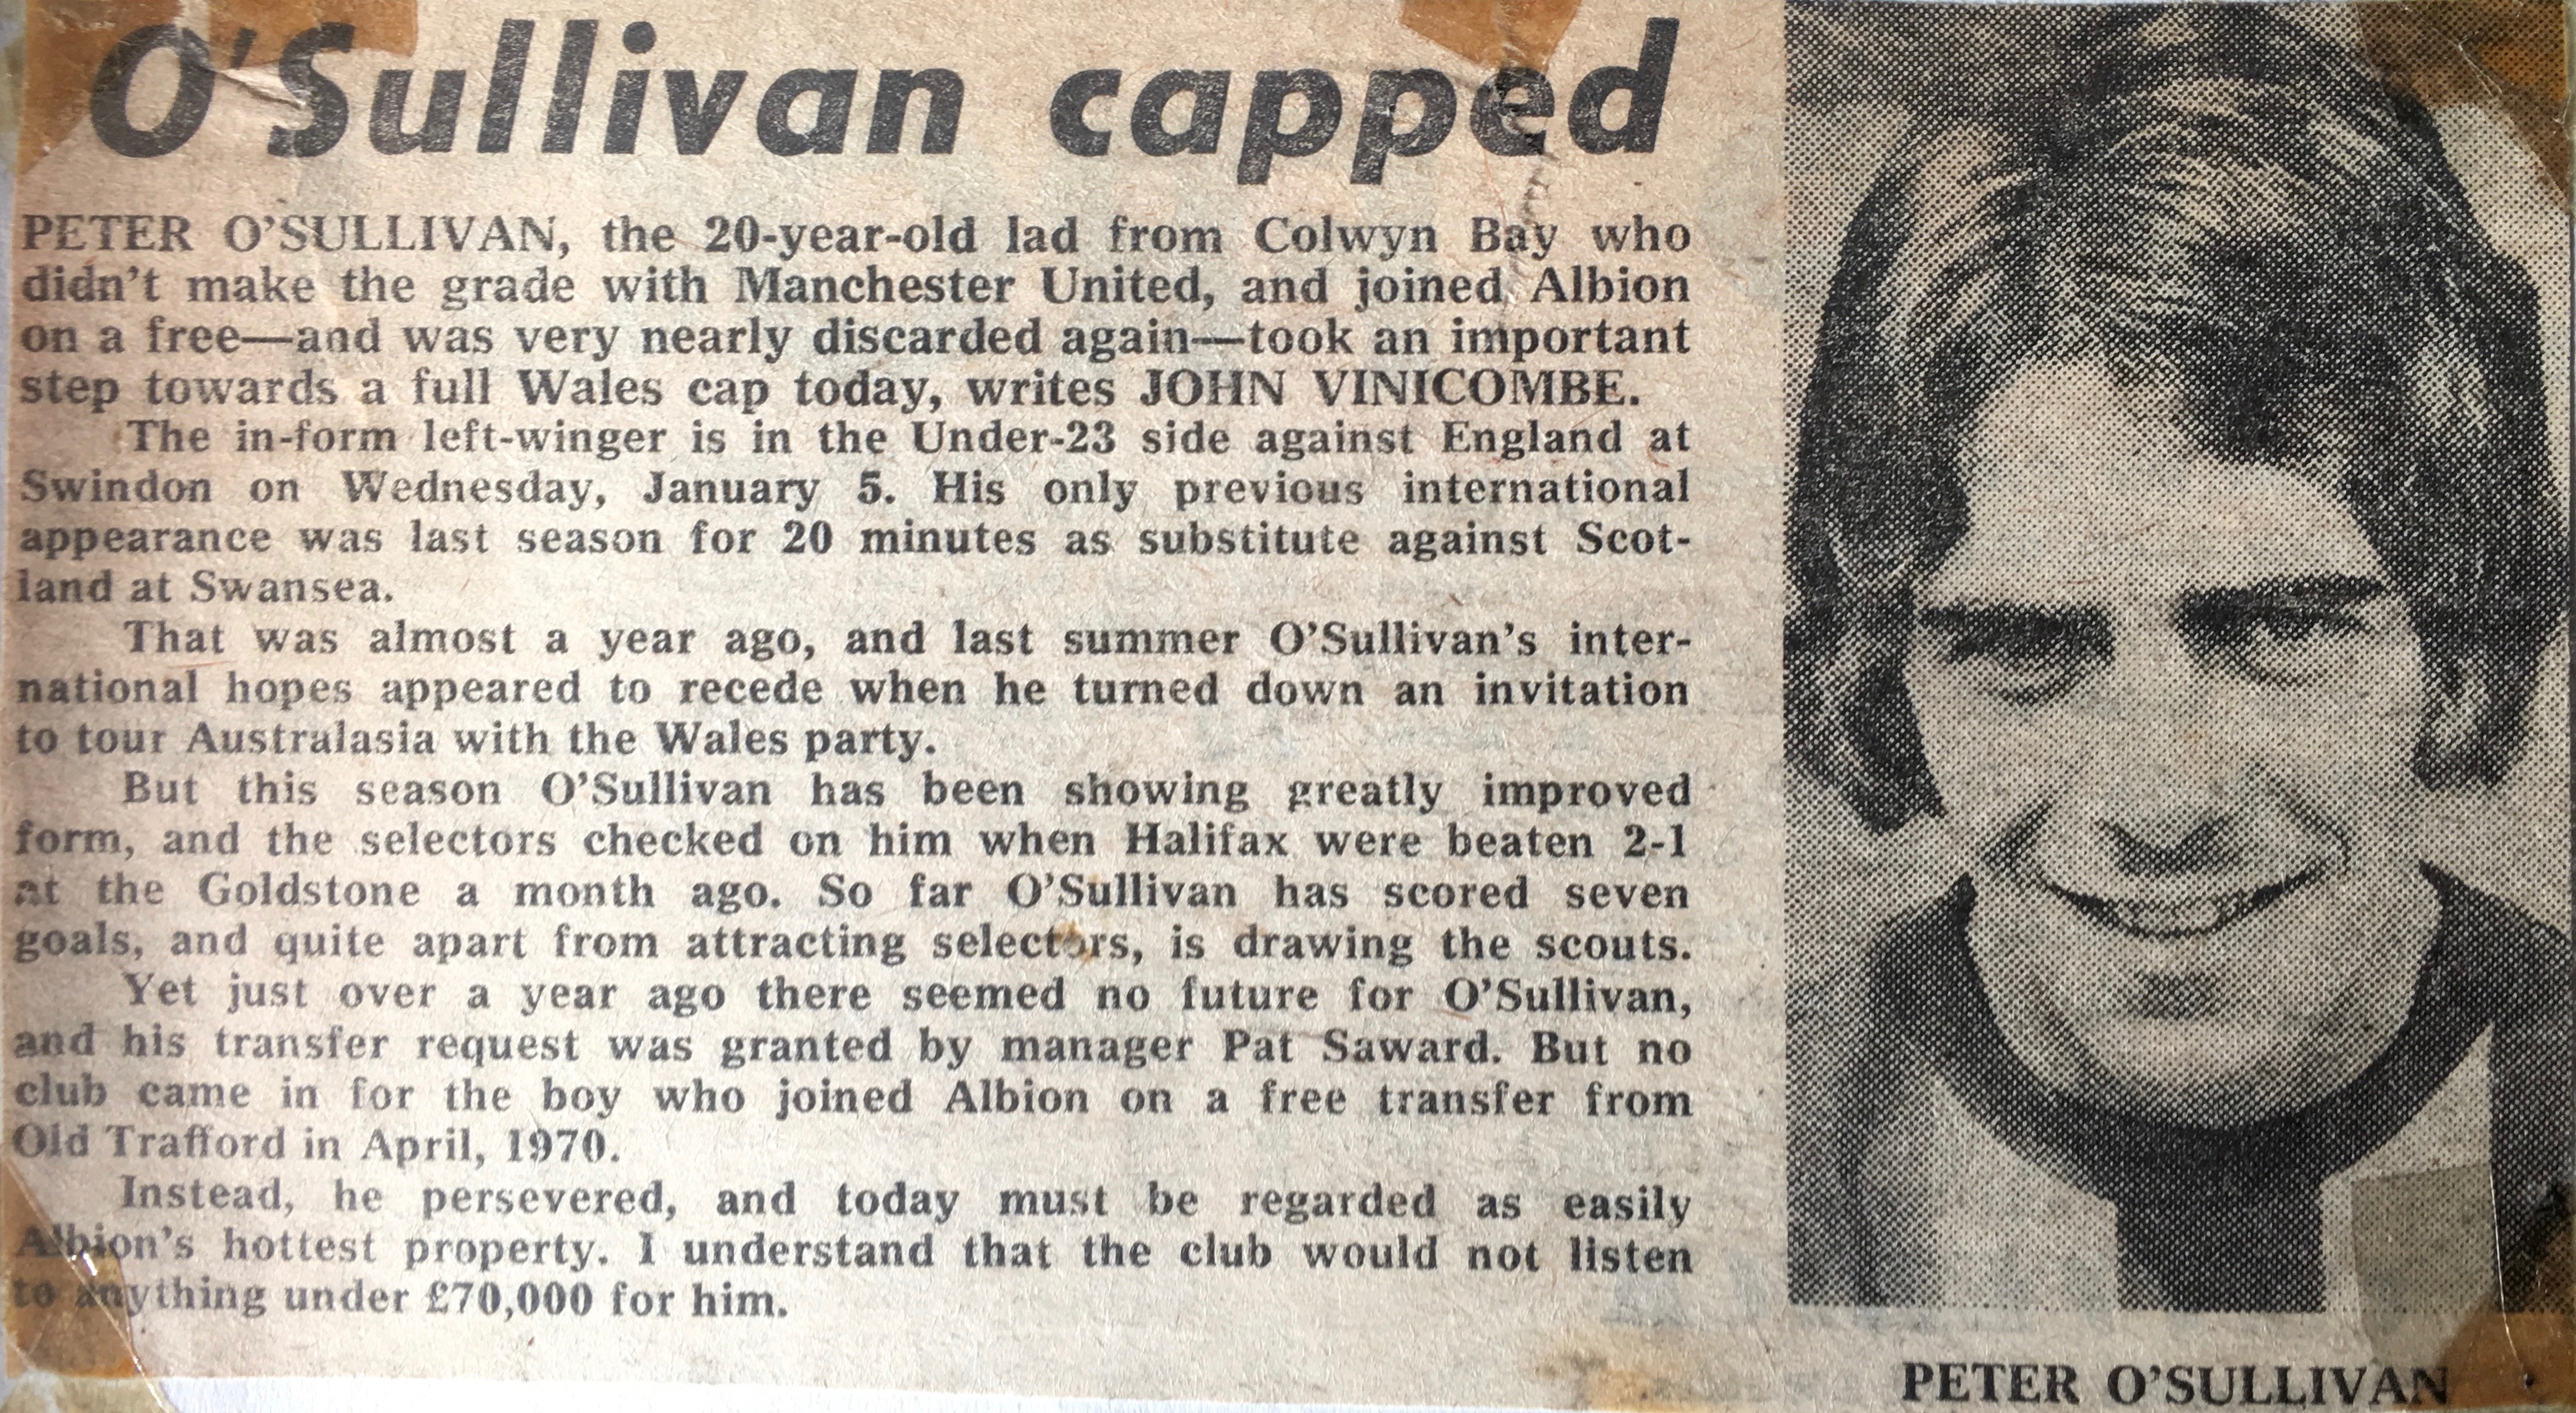 O'Sullivan capped
PETER O'SULLIVAN, the 20-year-old lad from Colwyn Bay who
didn't make the grade with Manchester United, and joined Albion
on a free—and was very nearly discarded again—took an important
step towards a full Wales cap today, writes JOHN VINICOMBE.
The in-form left-winger is in the Under-23 side against England at
Swindon on Wednesday, January 5. His only previous international
appearance was last season for 20 minutes as substitute against Scot-
land at Swansea.
That was almost a year ago, and last summer O'Sullivan's inter-
national hopes appeared to recede when he turned down an invitation
to tour Australasia with the Wales party.
But this season O'Sullivan has been showing greatly improved
form, and the selectors checked on him when Halifax were beaten 2-1
at the Goldstone a month ago. So far O'Sullivan has scored seven
goals, and quite apart from attracting selectors, is drawing the scouts.
Yet just over a year ago there seemed no future for O'Sullivan,
and his transfer request was granted by manager Pat Saward. But no
club came in for the boy who joined Albion on a free transfer from
Old Trafford in April, 1970.
Instead, he persevered, and today must be regarded as easily
Albion's hottest property. I understand that the club would not listen
to anything under £70,000 for him.
PETER O'SULLIVAN